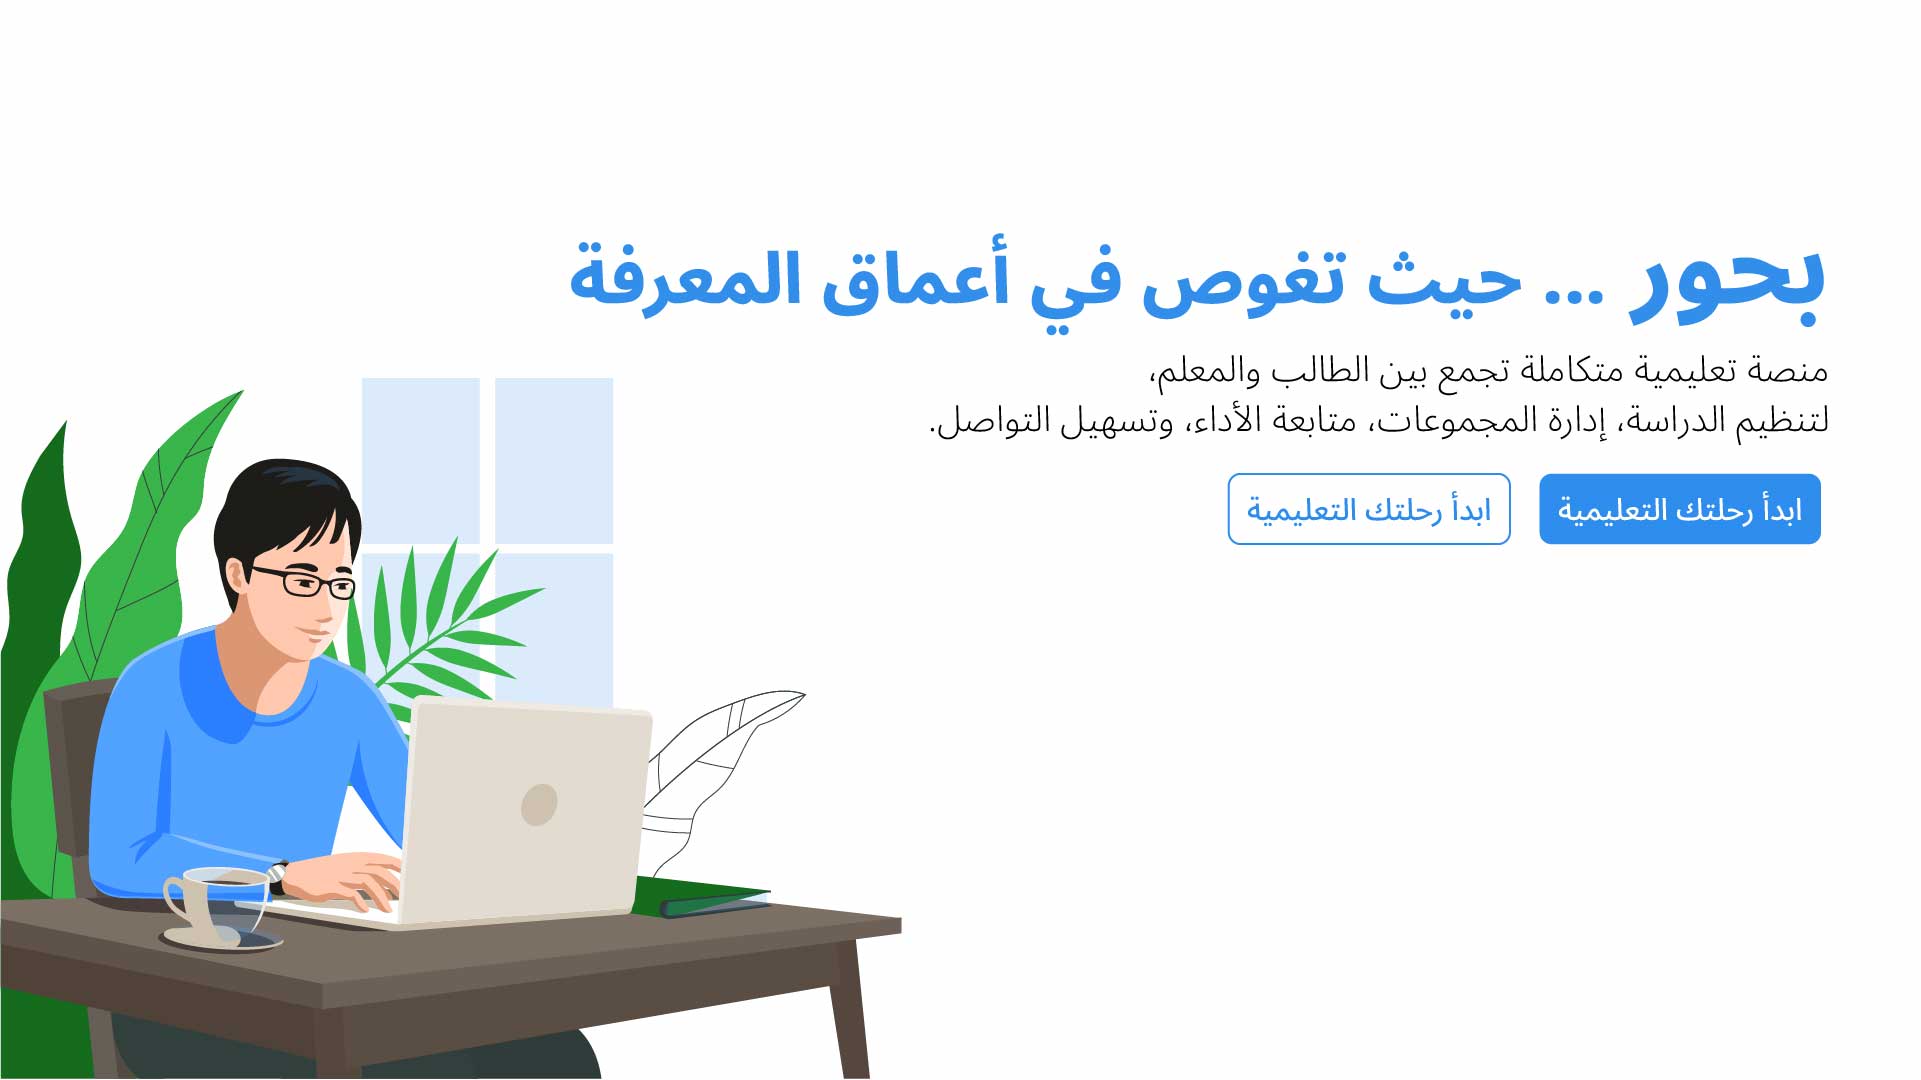 بحور ... حيث تغوص في أعماق المعرفة
منصة تعليمية متكاملة تجمع بين الطالب والمعلم،
لتنظيم الدراسة، إدارة المجموعات، متابعة الأداء، وتسهيل التواصل.
ابدأ رحلتك التعليمية
ابدأ رحلتك التعليمية